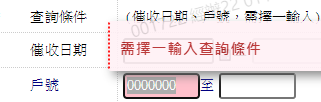 查詢條件 (催收日期，戶號，需擇一輸入)
催收日期
需擇一輸入查詢條件
戶號 0000000 至